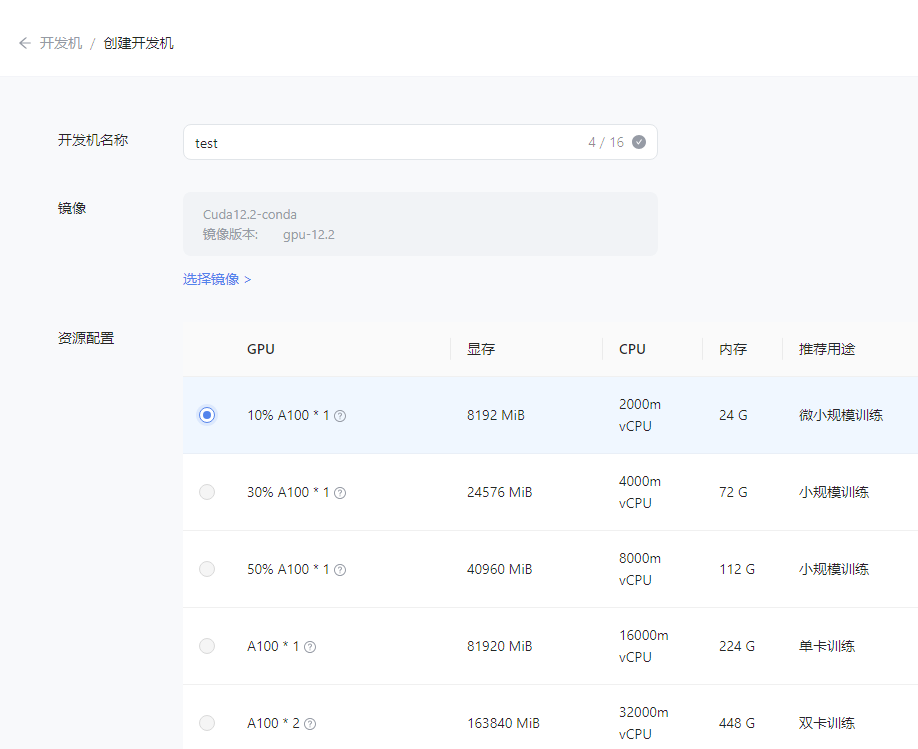 开发机 / 创建开发机
开发机名称
test 4 / 16
镜像
Cuda12.2-conda
镜像版本: gpu-12.2
选择镜像 >
资源配置
GPU 显存 CPU 内存 推荐用途
10% A100 * 1 8192 MiB 2000m vCPU 24 G 微小规模训练
30% A100 * 1 24576 MiB 4000m vCPU 72 G 小规模训练
50% A100 * 1 40960 MiB 8000m vCPU 112 G 小规模训练
A100 * 1 81920 MiB 16000m vCPU 224 G 单卡训练
A100 * 2 163840 MiB 32000m vCPU 448 G 双卡训练